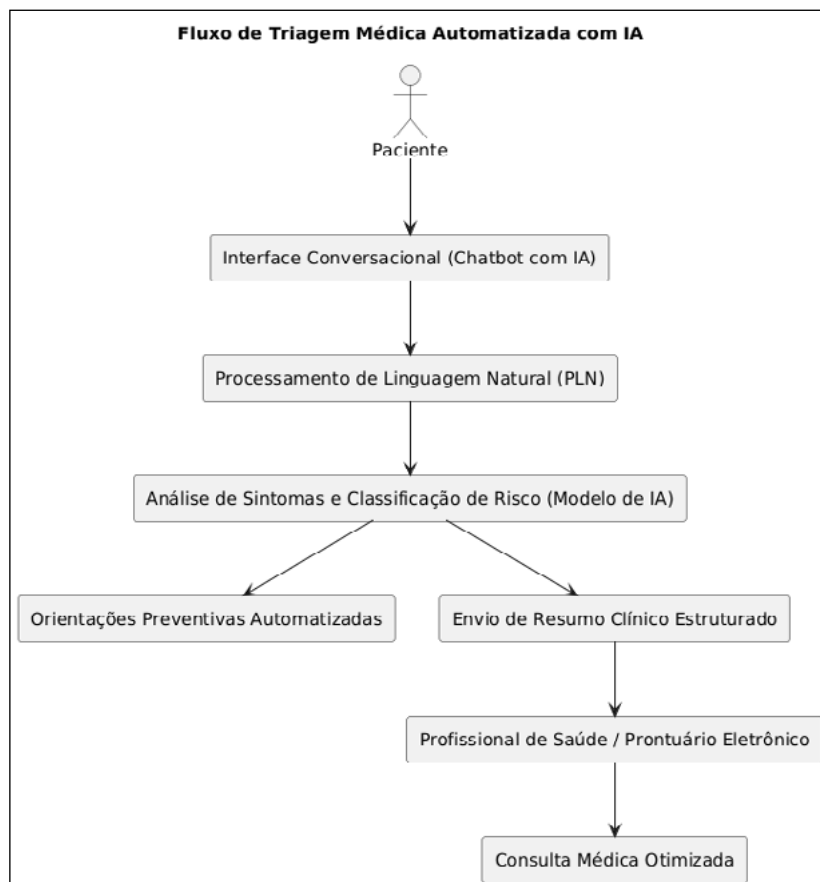 Fluxo de Triagem Médica Automatizada com IA
Paciente
Interface Conversacional (Chatbot com IA)
Processamento de Linguagem Natural (PLN)
Análise de Sintomas e Classificação de Risco (Modelo de IA)
Orientações Preventivas Automatizadas
Envio de Resumo Clínico Estruturado
Profissional de Saúde / Prontuário Eletrônico
Consulta Médica Otimizada